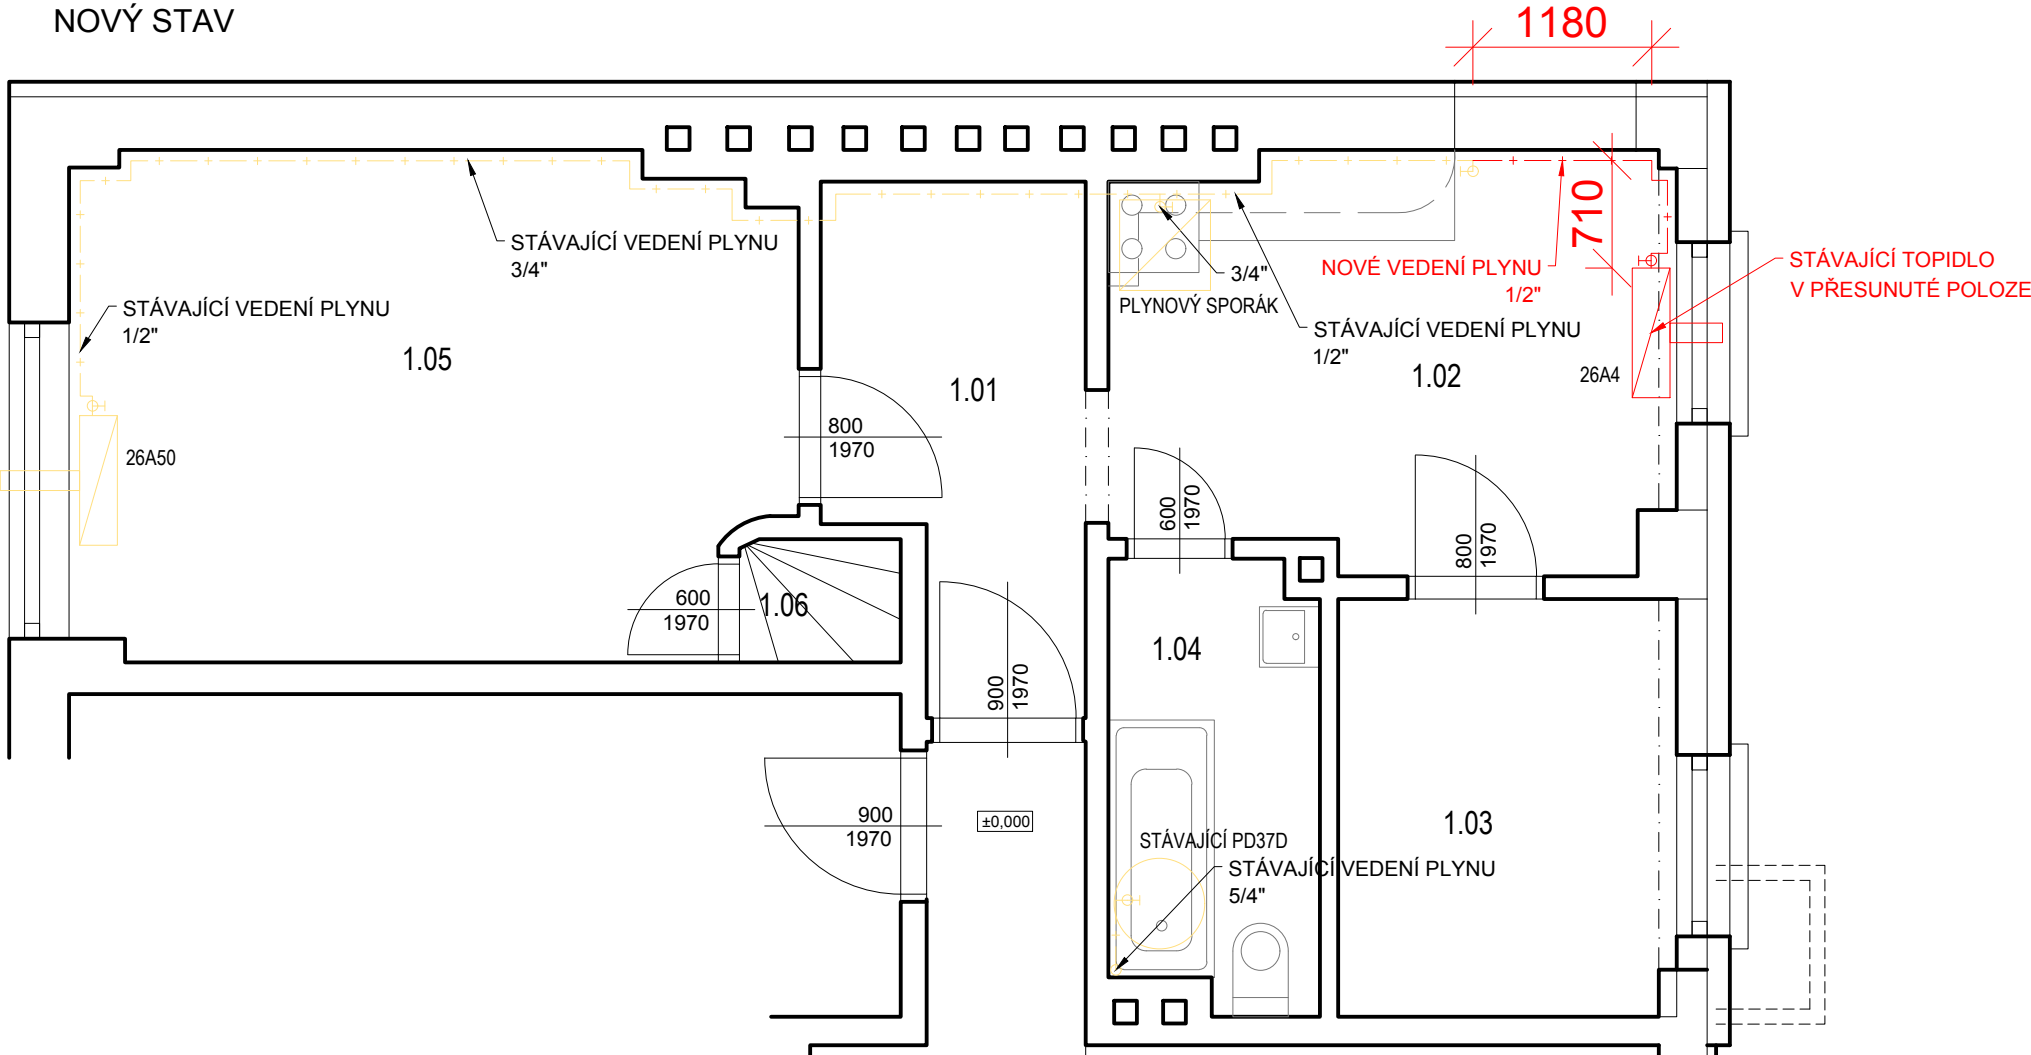 NOVÝ STAV
1180
710
STÁVAJÍCÍ VEDENÍ PLYNU
3/4"
STÁVAJÍCÍ VEDENÍ PLYNU
1/2"
3/4"
PLYNOVÝ SPORÁK
NOVÉ VEDENÍ PLYNU
1/2"
STÁVAJÍCÍ TOPIDLO
V PŘESUNUTÉ POLOZE
STÁVAJÍCÍ VEDENÍ PLYNU
1/2"
1.05
1.01
1.02
26A4
26A50
800
1970
600
1970
800
1970
600
1970
1.06
1.04
900
1970
900
1970
±0,000
1.03
STÁVAJÍCÍ PD37D
STÁVAJÍCÍ VEDENÍ PLYNU
5/4"